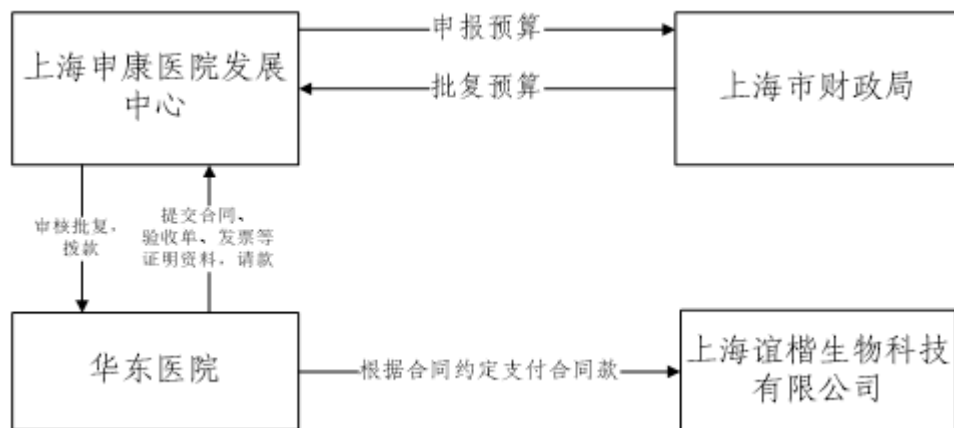 申报预算
上海申康医院发展
中心
批复预算
上海市财政局
审核批复,
拨款
提交合同、
验收单、发票等
证明资料,请款
华东医院
根据合同约定支付合同款
上海谊楷生物科技
有限公司